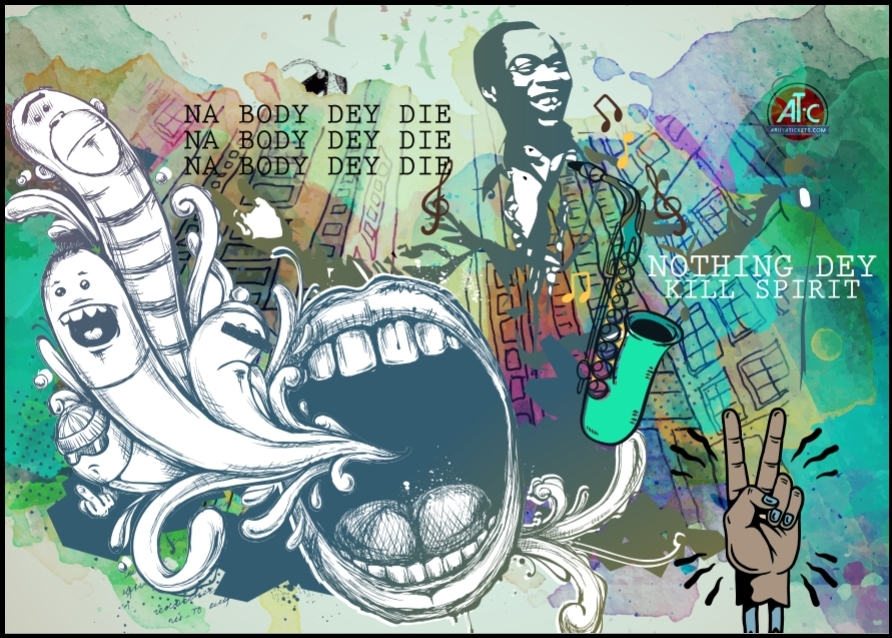 NA BODY DEY DIE
NA BODY DEY DIE
NA BODY DEY DIE
ATC
NOTHING DEY
KILL SPIRIT